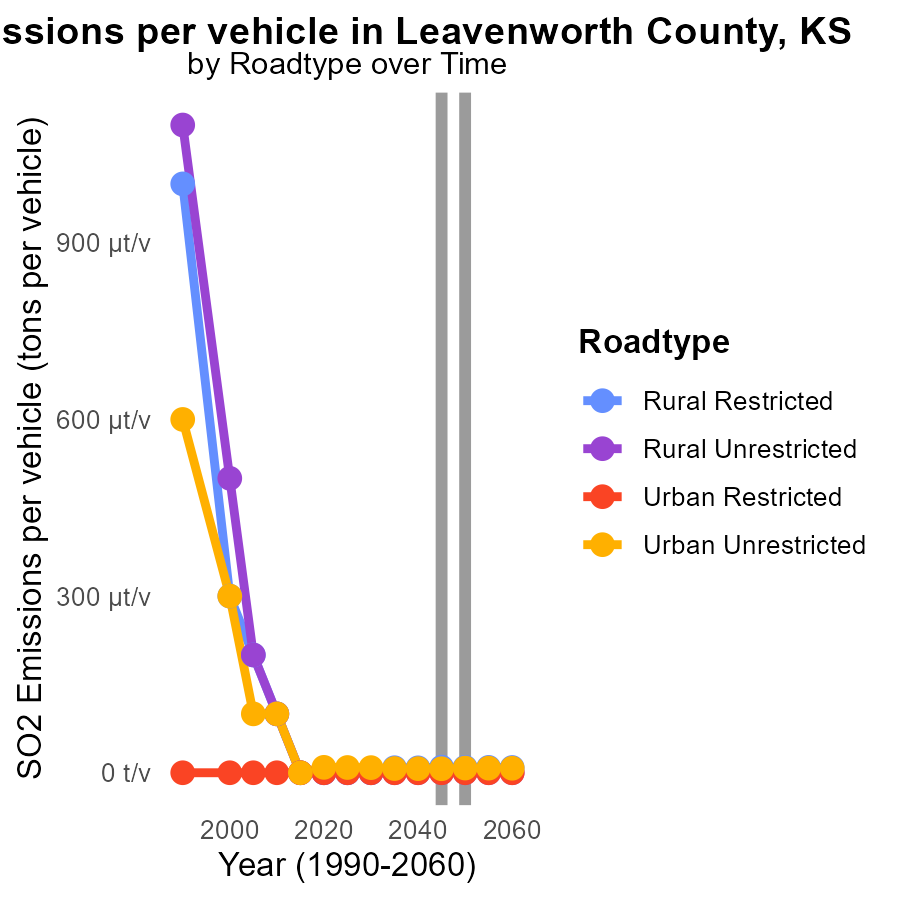 ssions per vehicle in Leavenworth County, KS
by Roadtype over Time
SO2 Emissions per vehicle (tons per vehicle)
900 µt/v
600 µt/v
300 µt/v
0 t/v
2000 2020 2040 2060
Year (1990-2060)
Roadtype
Rural Restricted
Rural Unrestricted
Urban Restricted
Urban Unrestricted